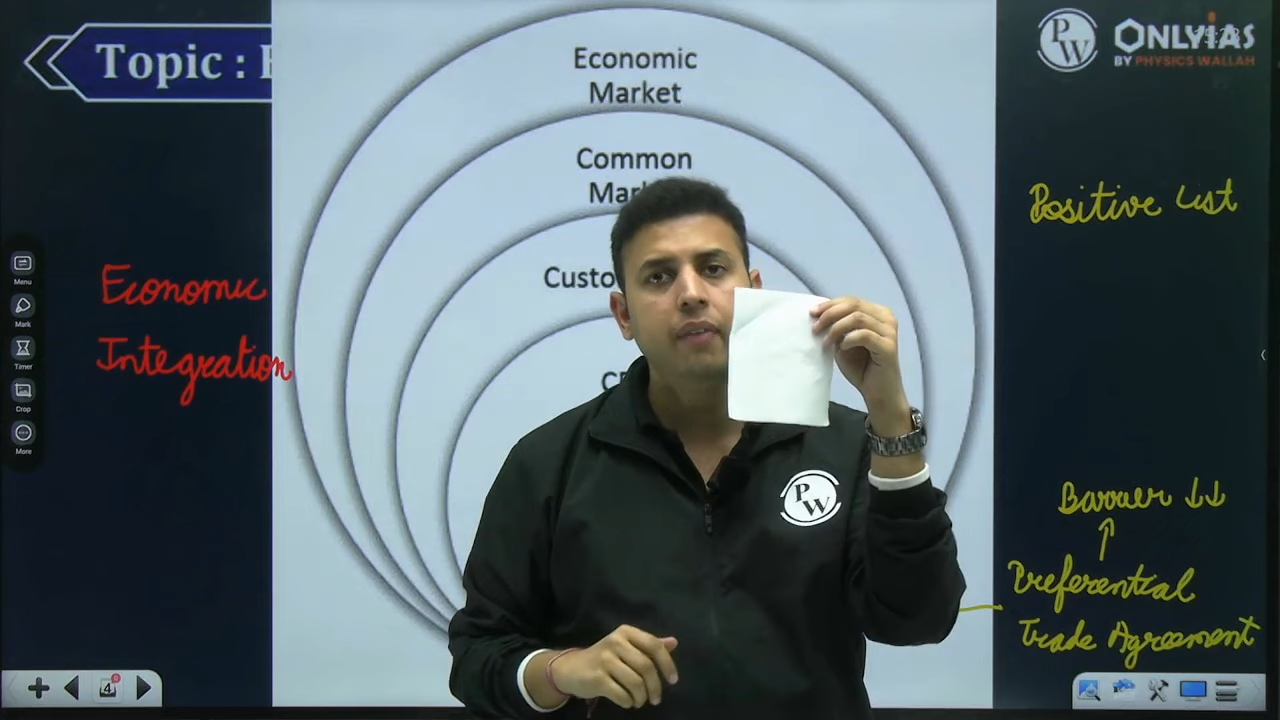 Topic :
PW
ONLYIAS
BY PHYSICS WALLAH
Economic
Market
Common
Custo
Positive List
Economic
Integration
Menu
Mark
Timer
Crop
More
PW
Barrier ↓↓
↑
Preferential
Trade Agreement
4